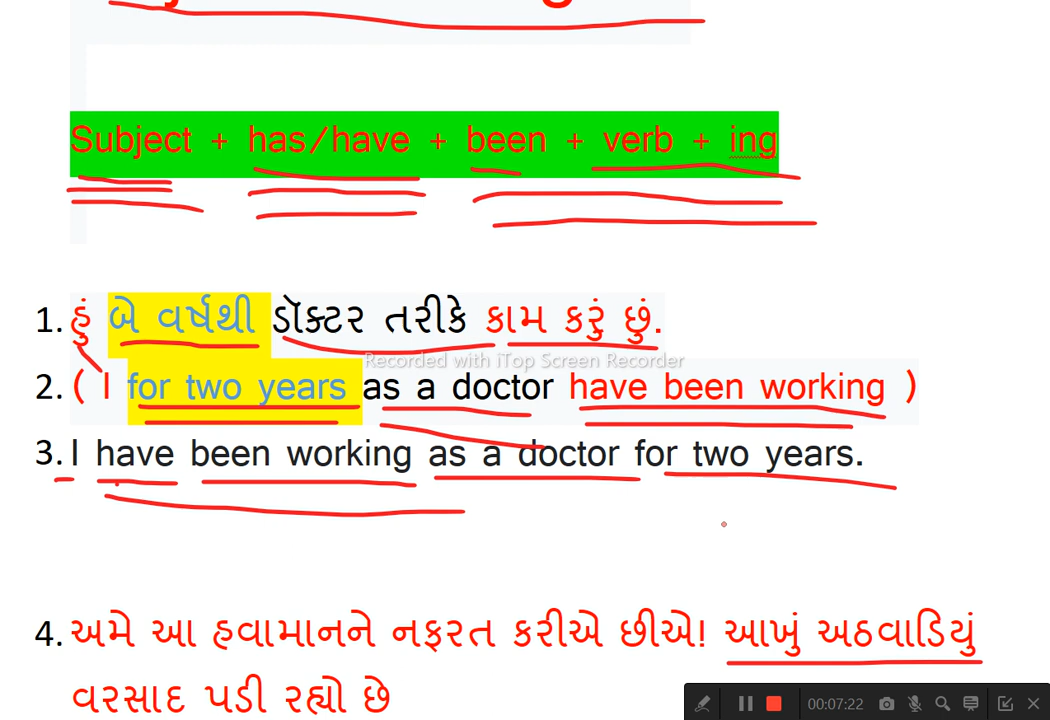 Subject + has/have + been + verb + ing
1. હું બે વર્ષથી ડૉક્ટર તરીકે કામ કરું છું.
Recorded with iTop Screen Recorder
2. ( I for two years as a doctor have been working )
3. I have been working as a doctor for two years.
4. અમે આ હવામાનને નફરત કરીએ છીએ! આખું અઠવાડિયું
વરસાદ પડી રહ્યો છે
00:07:22